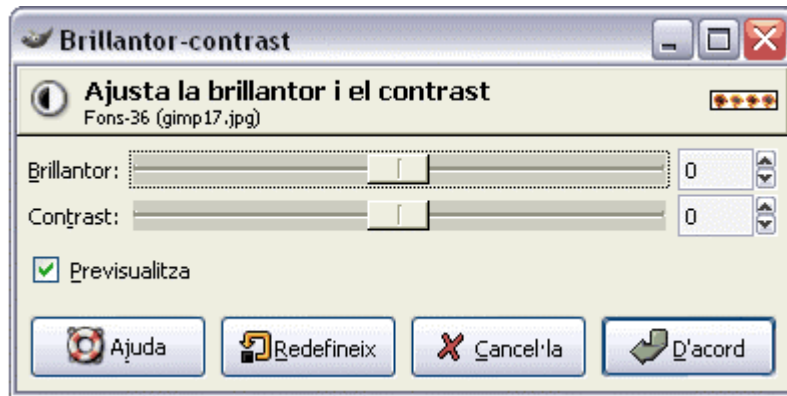 Brillantor-contrast
Ajusta la brillantor i el contrast
Fons-36 (gimp17.jpg)
Brillantor: 0
Contrast: 0
Previsualitza
Ajuda Redefineix Cancel·la D'acord